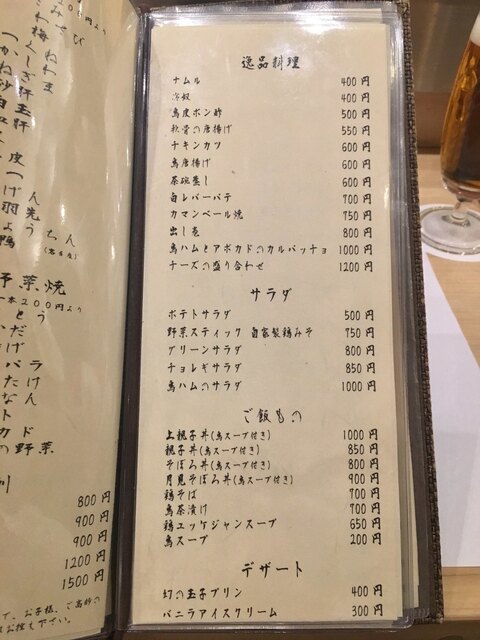 逸品料理
ナムル 400円
冷奴 400円
鳥皮ポン酢 500円
軟骨の唐揚げ 550円
チキンカツ 600円
鳥唐揚げ 600円
茶碗蒸し 600円
白レバーパテ 700円
カマンベール焼 750円
出し巻 800円
鳥ハムとアボカドのカルパッチョ 1000円
チーズの盛り合わせ 1200円
サラダ
ポテトサラダ 500円
野菜スティック 自家製鶏みそ 750円
グリーンサラダ 800円
チョレギサラダ 850円
鳥ハムのサラダ 1000円
ご飯もの
上親子丼(鳥スープ付き) 1000円
親子丼(鳥スープ付き) 850円
そぼろ丼(鳥スープ付き) 800円
月見そぼろ丼(鳥スープ付き) 900円
鶏そば 700円
鳥茶漬け 700円
鶏ユッケジャンスープ 650円
鳥スープ 200円
デザート
幻の玉子プリン 400円
バニラアイスクリーム 300円
予菜焼
一本200円より
800円
900円
900円
1200円
1500円